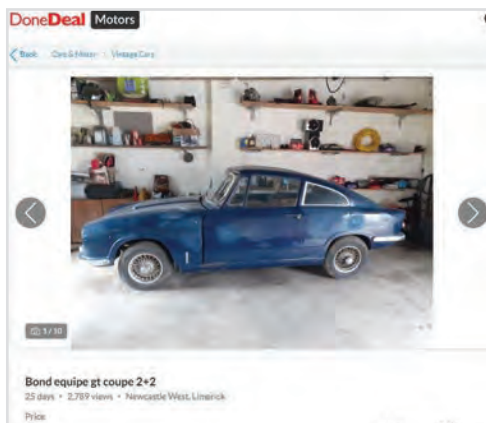 DoneDeal Motors
Back Cars & Motor > Vintage Cars
1/10
Bond equipe gt coupe 2+2
25 days • 2,789 views • Newcastle West, Limerick
Price